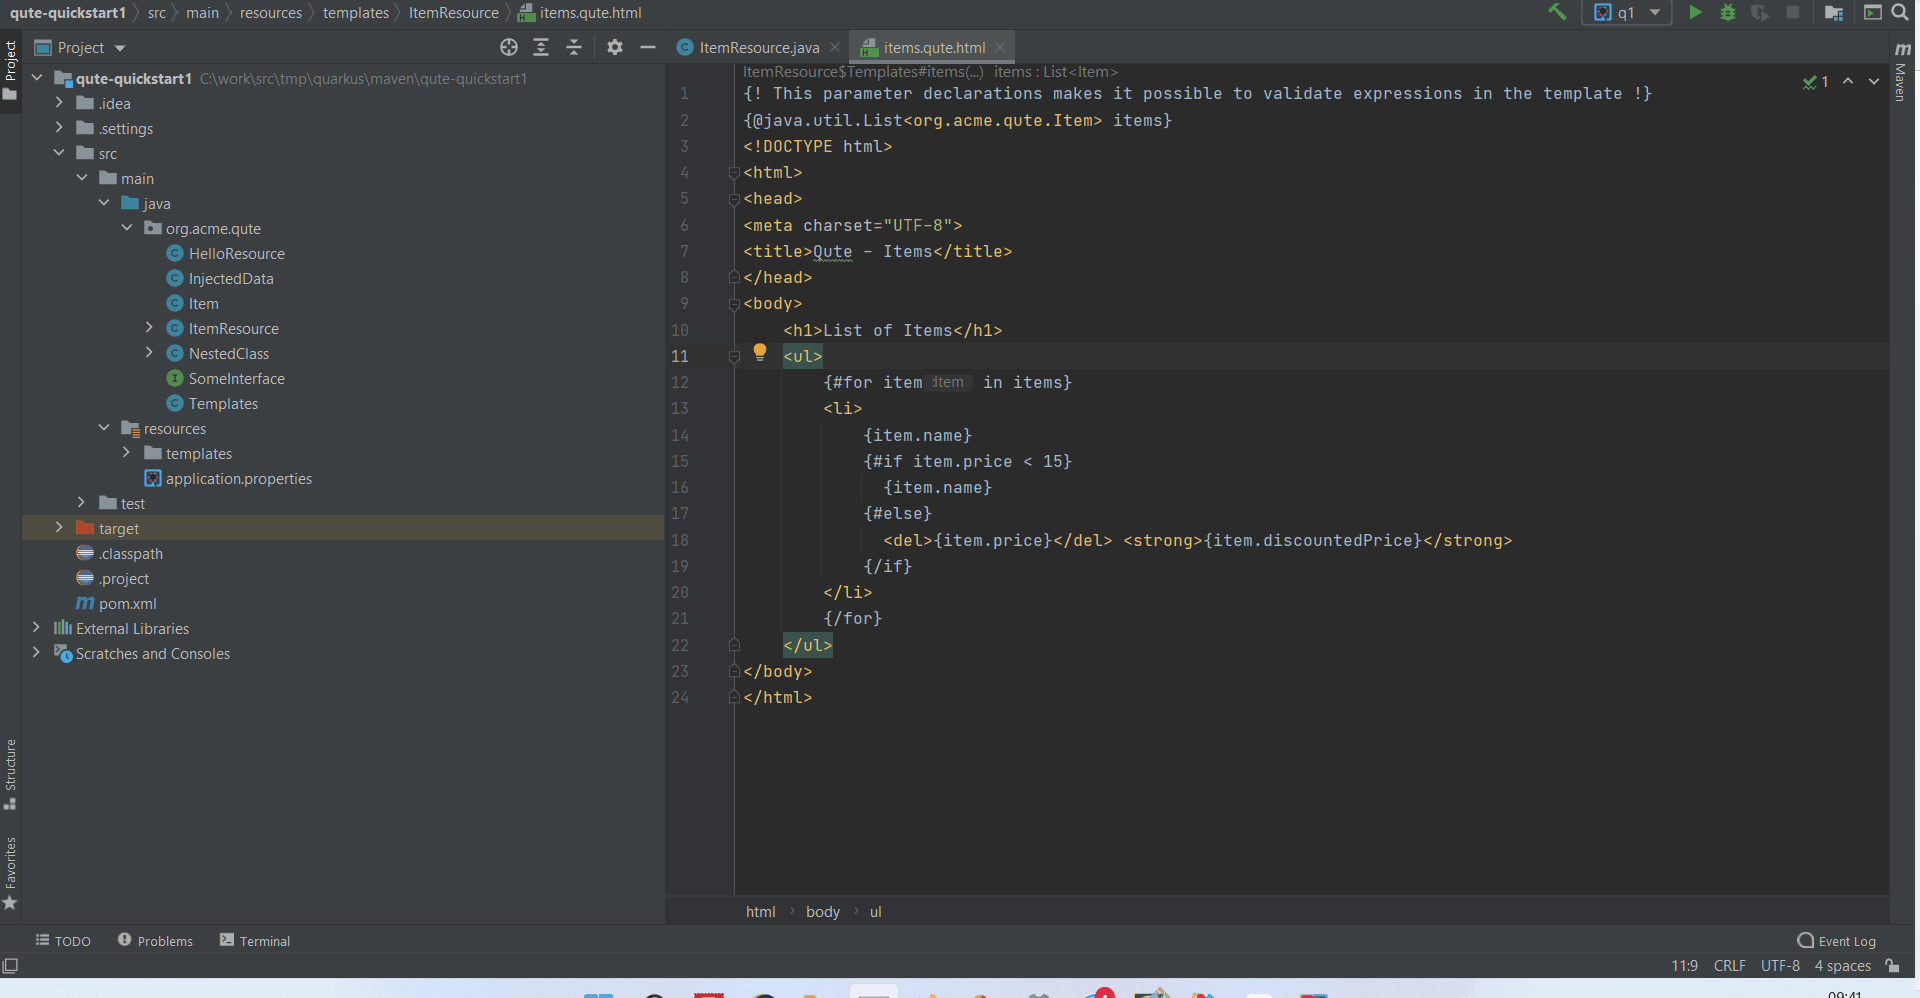 qute-quickstart1 src main resources templates ItemResource items.qute.html
q1
Project
Project
ItemResource.java
items.qute.html
m
Maven
qute-quickstart1 C:\work\src\tmp\quarkus\maven\qute-quickstart1
.idea
.settings
src
main
java
org.acme.qute
HelloResource
InjectedData
Item
ItemResource
NestedClass
SomeInterface
Templates
resources
templates
application.properties
test
target
.classpath
.project
pom.xml
External Libraries
Scratches and Consoles
Structure
Favorites
ItemResource$Templates#items(...) items : List<Item>
1
1 {! This parameter declarations makes it possible to validate expressions in the template !}
2 {@java.util.List<org.acme.qute.Item> items}
3 <!DOCTYPE html>
4 <html>
5 <head>
6 <meta charset="UTF-8">
7 <title>Qute - Items</title>
8 </head>
9 <body>
10 <h1>List of Items</h1>
11 <ul>
12 {#for item :Item in items}
13 <li>
14 {item.name}
15 {#if item.price < 15}
16 {item.name}
17 {#else}
18 <del>{item.price}</del> <strong>{item.discountedPrice}</strong>
19 {/if}
20 </li>
21 {/for}
22 </ul>
23 </body>
24 </html>
html body ul
TODO Problems Terminal
Event Log
11:9 CRLF UTF-8 4 spaces
09:41